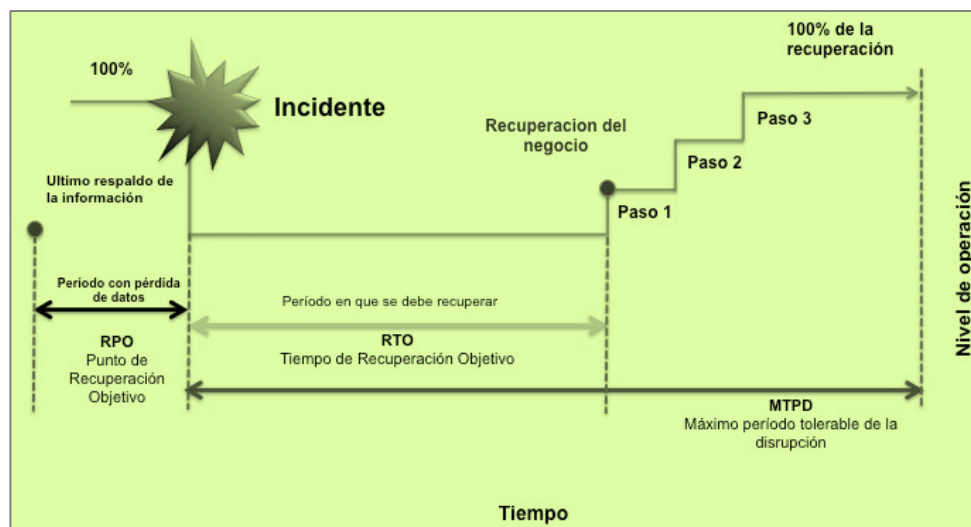 100% de la
recuperación
100%
Incidente
Paso 3
Recuperacion del
negocio
Paso 2
Ultimo respaldo de
la información
Paso 1
Nivel de operación
Período con pérdida
de datos
Período en que se debe recuperar
RPO
Punto de
Recuperación
Objetivo
RTO
Tiempo de Recuperación Objetivo
MTPD
Máximo período tolerable de la
disrupción
Tiempo